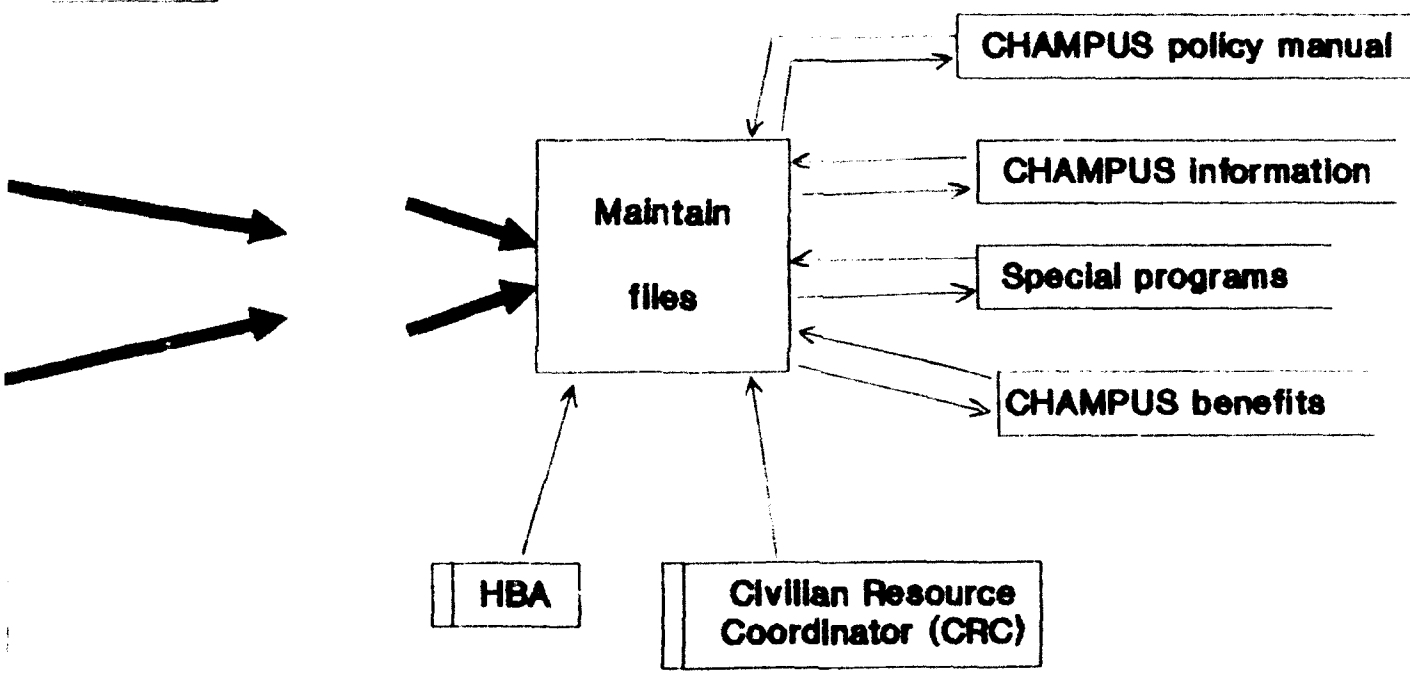 CHAMPUS policy manual
CHAMPUS information
Maintain
files
Special programs
CHAMPUS benefits
HBA
Civilian Resource
Coordinator (CRC)